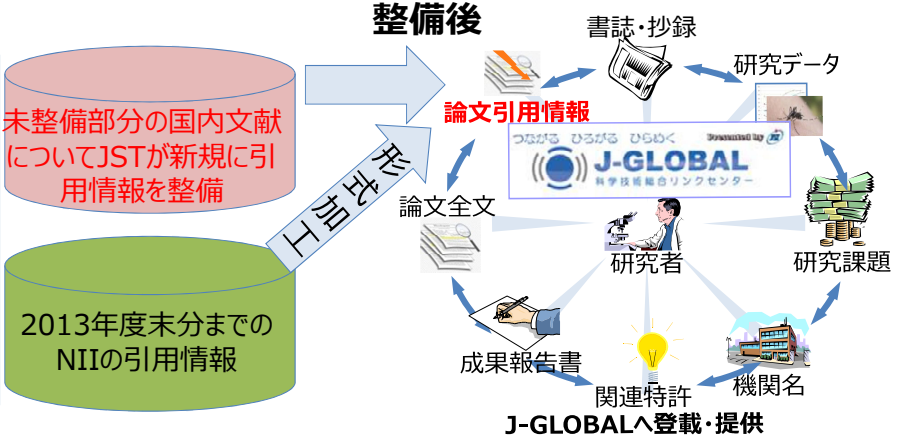 整備後
未整備部分の国内文献
についてJSTが新規に引
用情報を整備
2013年度末分までの
NIIの引用情報
形式加工
書誌・抄録
研究データ
論文引用情報
つながる ひろがる ひらめく
Presented by
J-GLOBAL
科学技術総合リンクセンター
論文全文
研究者
研究課題
成果報告書
関連特許
機関名
J-GLOBALへ登載・提供